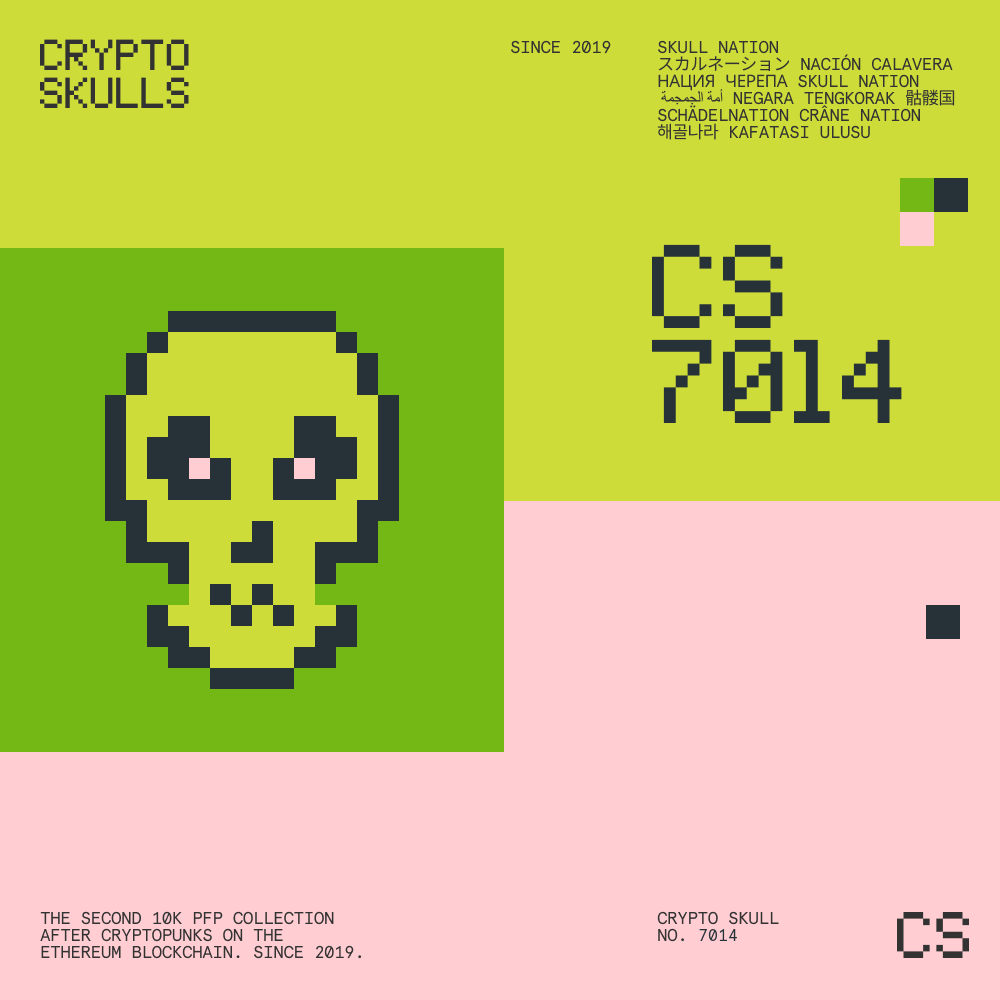 CRYPTO
SKULLS
SINCE 2019
SKULL NATION
スカルネーション NACIÓN CALAVERA
НАЦИЯ ЧЕРЕПА SKULL NATION
أمة الجمجمة NEGARA TENGKORAK 骷髅国
SCHÄDELNATION CRÂNE NATION
해골나라 KAFATASI ULUSU
CS
7014
THE SECOND 10K PFP COLLECTION
AFTER CRYPTOPUNKS ON THE
ETHEREUM BLOCKCHAIN. SINCE 2019.
CRYPTO SKULL
NO. 7014
CS